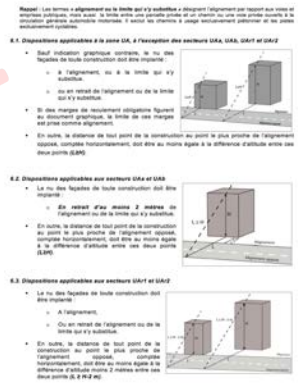 Rappel : Les termes « alignement ou la limite qui s'y substitue » désignent l'alignement par rapport aux voies et
emprises publiques, mais aussi la limite entre une parcelle privée et un chemin ou une voie privée ouverts à la
circulation générale automobile motorisée. Il exclut les chemins à usage exclusivement piétonnier et les pistes
exclusivement cyclables.
6.1. Dispositions applicables à la zone UA, à l'exception des secteurs UAa, UAb, UAr1 et UAr2
• Sauf indication graphique contraire, le nu des
façades de toute construction doit être implanté :
o à l'alignement, ou à la limite qui s'y
substitue.
o ou en retrait de l'alignement ou de la limite
qui s'y substitue.
• Si des marges de reculement obligatoire figurent
au document graphique, la limite de ces marges
est prise comme alignement.
• En outre, la distance de tout point de la construction au point le plus proche de l'alignement
opposé, comptée horizontalement, doit être au moins égale à la différence d'altitude entre ces
deux points (L≥H).
6.2. Dispositions applicables aux secteurs UAa et UAb
• Le nu des façades de toute construction doit être
implanté :
o En retrait d'au moins 2 mètres de
l'alignement ou de la limite qui s'y substitue.
• En outre, la distance de tout point de la construction
au point le plus proche de l'alignement opposé,
comptée horizontalement, doit être au moins égale
à la différence d'altitude entre ces deux points
(L≥H).
6.3. Dispositions applicables aux secteurs UAr1 et UAr2
• Le nu des façades de toute construction doit
être implanté :
o A l'alignement,
o Ou en retrait de l'alignement ou de la
limite qui s'y substitue.
• En outre, la distance de tout point de la
construction au point le plus proche de
l'alignement opposé, comptée
horizontalement, doit être au moins égale à la
différence d'altitude moins 2 mètres entre ces
deux points (L ≥ H-2 m).